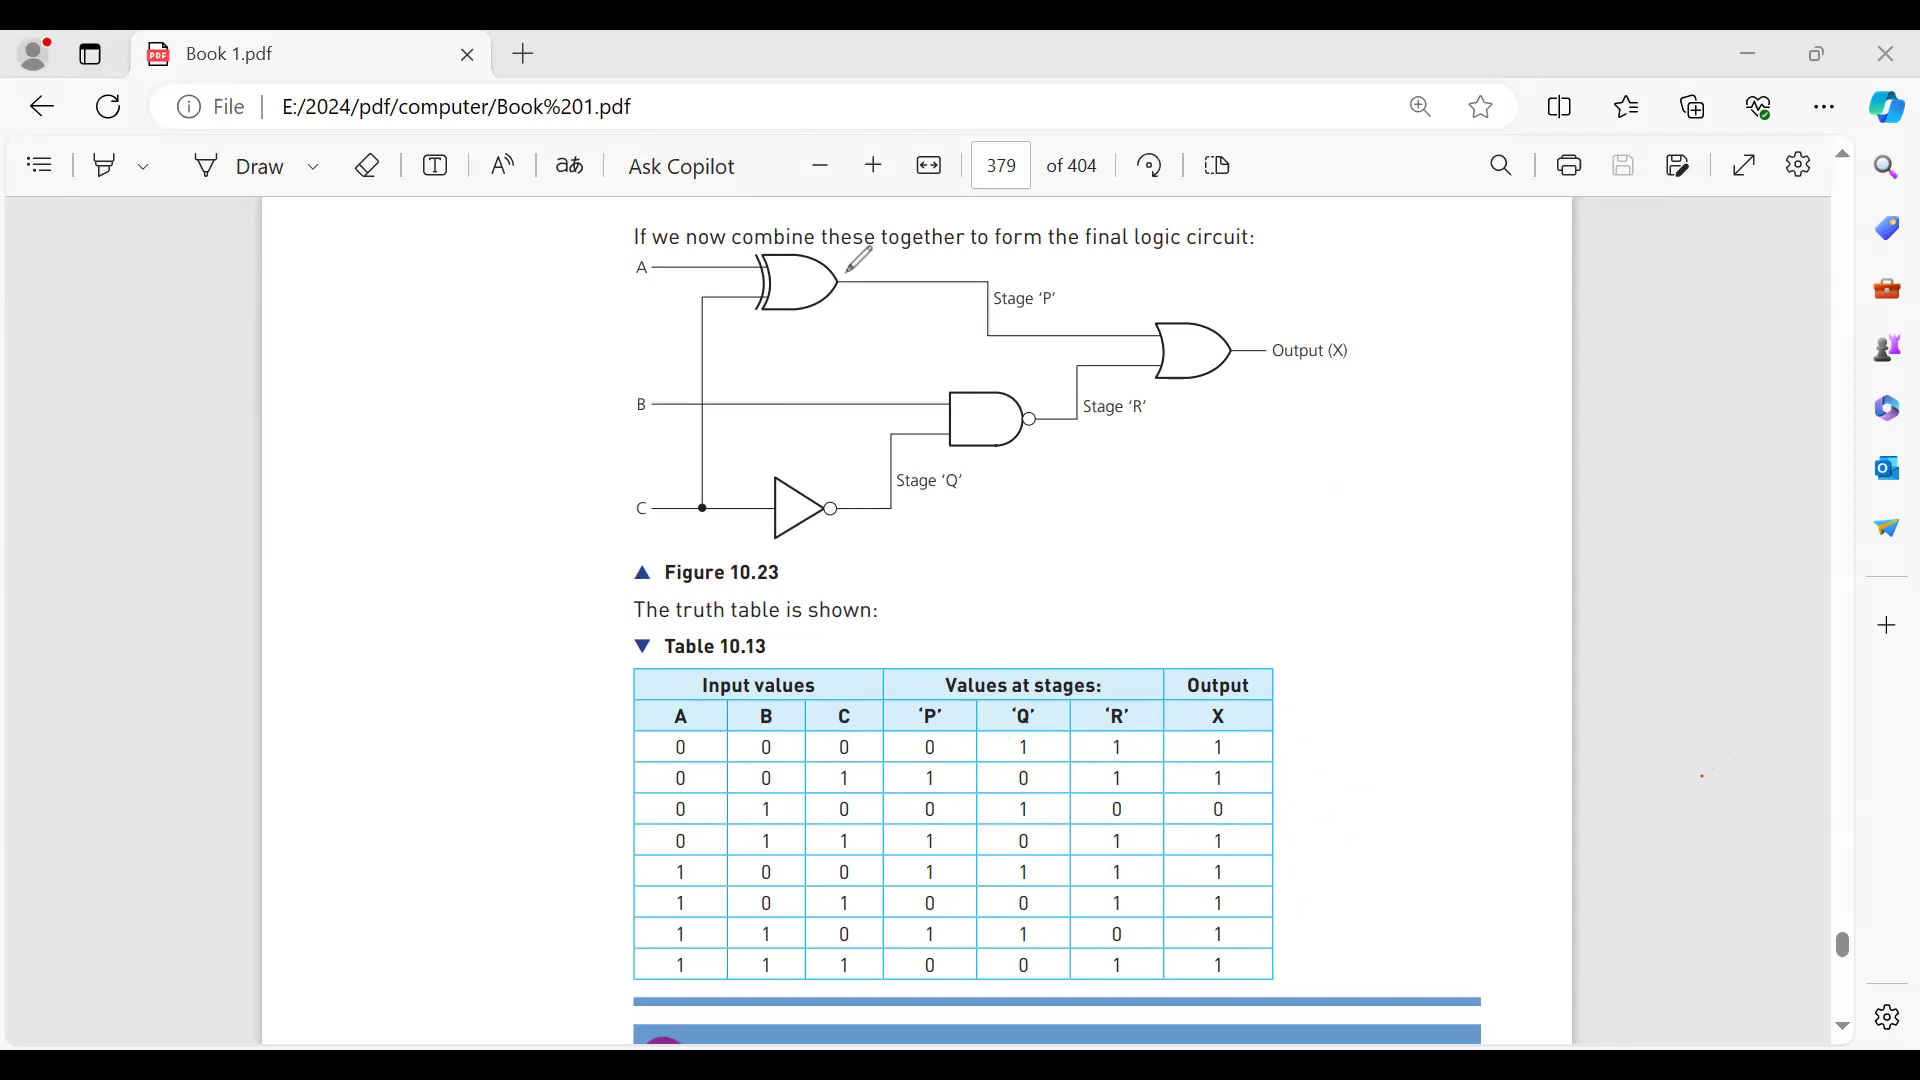 Book 1.pdf
File
E:/2024/pdf/computer/Book%201.pdf
Draw
Ask Copilot
379
of 404
If we now combine these together to form the final logic circuit:
A
Stage ‘P’
Output (X)
B
Stage ‘R’
Stage ‘Q’
C
▲ Figure 10.23
The truth table is shown:
▼ Table 10.13
Input values Values at stages: Output
A B C ‘P’ ‘Q’ ‘R’ X
0 0 0 0 1 1 1
0 0 1 1 0 1 1
0 1 0 0 1 0 0
0 1 1 1 0 1 1
1 0 0 1 1 1 1
1 0 1 0 0 1 1
1 1 0 1 1 0 1
1 1 1 0 0 1 1